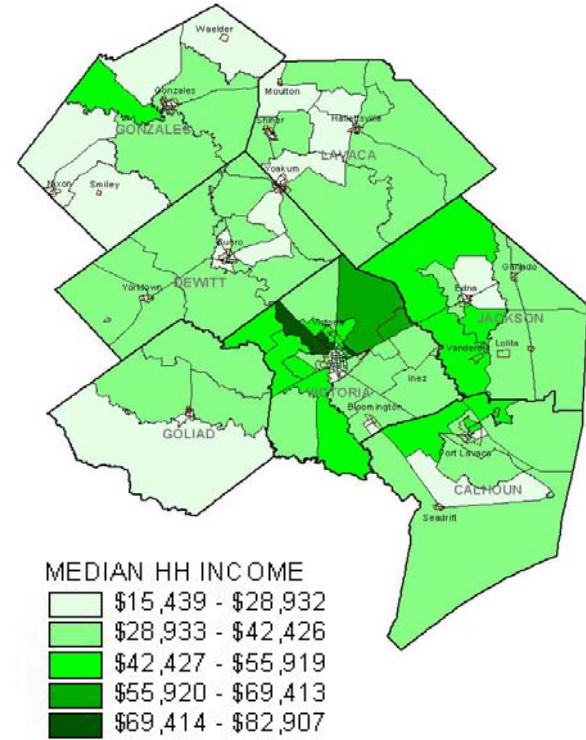 Waelder
Gonzales
GONZALES
Moulton
Shiner
Hallettsville
LAVACA
Nixon
Smiley
Yoakum
Cuero
DEWITT
Yorktown
Edna
Ganado
JACKSON
Victoria
Vanderbilt
Lolita
VICTORIA
Inez
Bloomington
GOLIAD
Port Lavaca
CALHOUN
Seadrift
MEDIAN HH INCOME
$15,439 - $28,932
$28,933 - $42,426
$42,427 - $55,919
$55,920 - $69,413
$69,414 - $82,907